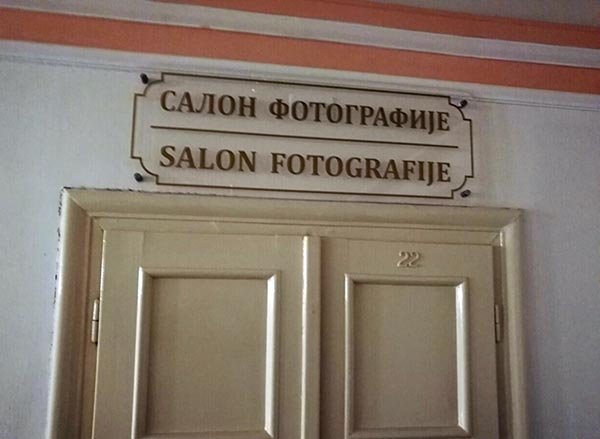 САЛОН ФОТОГРАФИЈЕ
SALON FOTOGRAFIJE
22